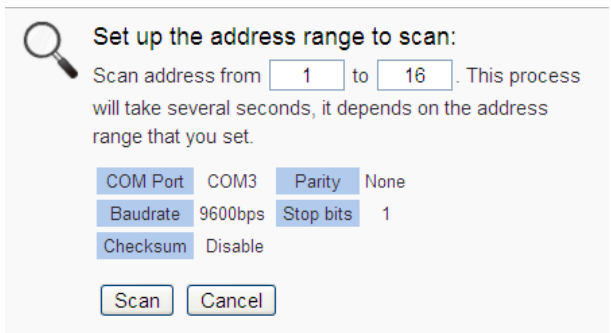 Set up the address range to scan:
Scan address from 1 to 16 . This process
will take several seconds, it depends on the address
range that you set.
COM Port COM3 Parity None
Baudrate 9600bps Stop bits 1
Checksum Disable
Scan Cancel